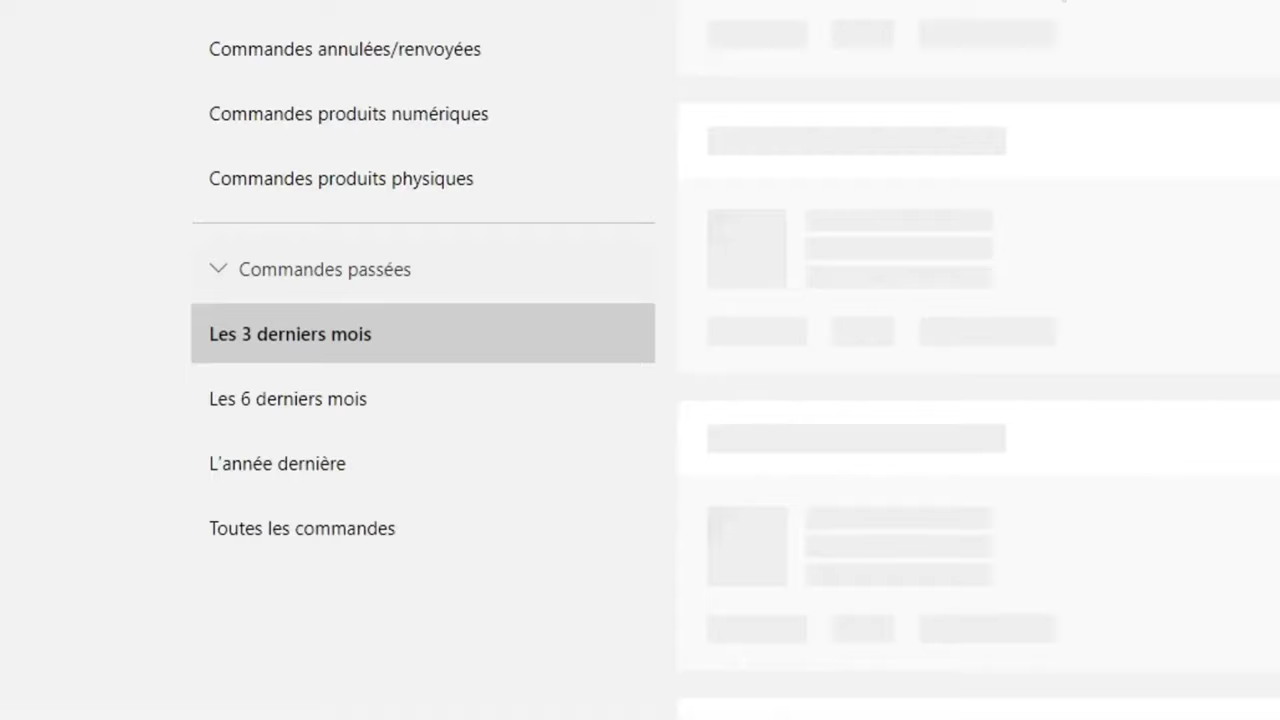 Commandes annulées/renvoyées
Commandes produits numériques
Commandes produits physiques
Commandes passées
Les 3 derniers mois
Les 6 derniers mois
L'année dernière
Toutes les commandes